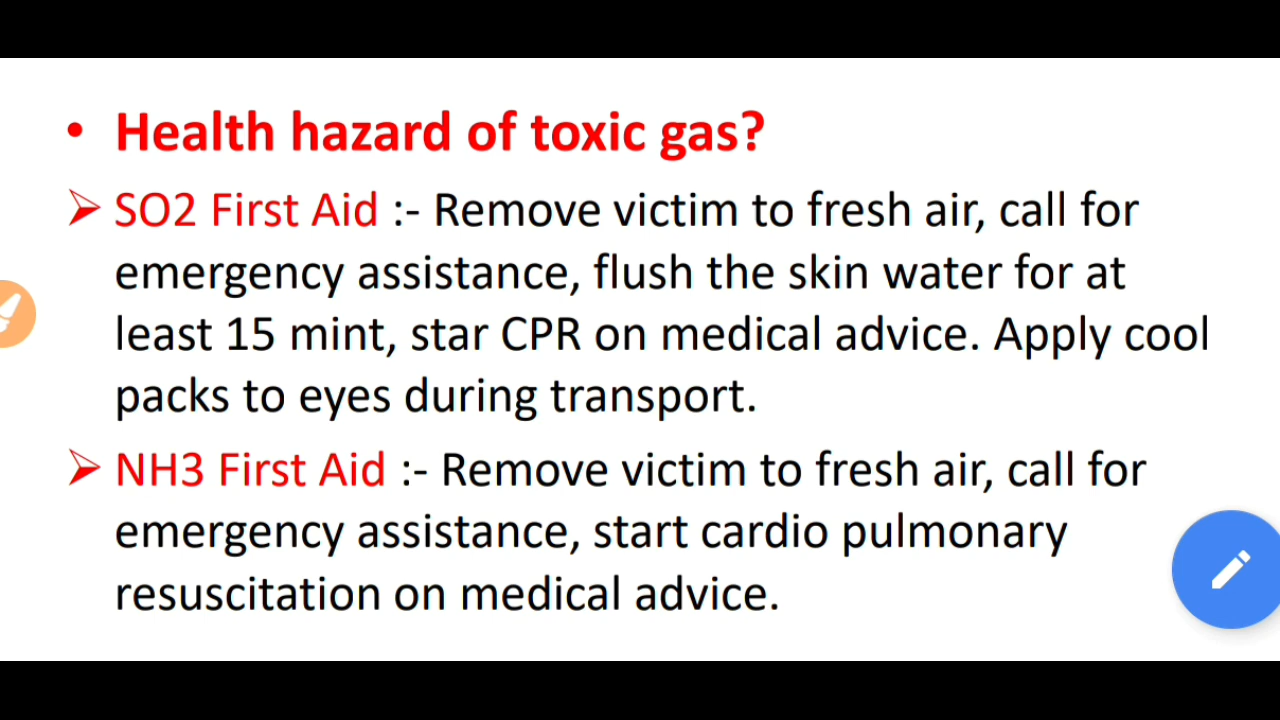 • Health hazard of toxic gas?
➢ SO2 First Aid :- Remove victim to fresh air, call for
emergency assistance, flush the skin water for at
least 15 mint, star CPR on medical advice. Apply cool
packs to eyes during transport.
➢ NH3 First Aid :- Remove victim to fresh air, call for
emergency assistance, start cardio pulmonary
resuscitation on medical advice.